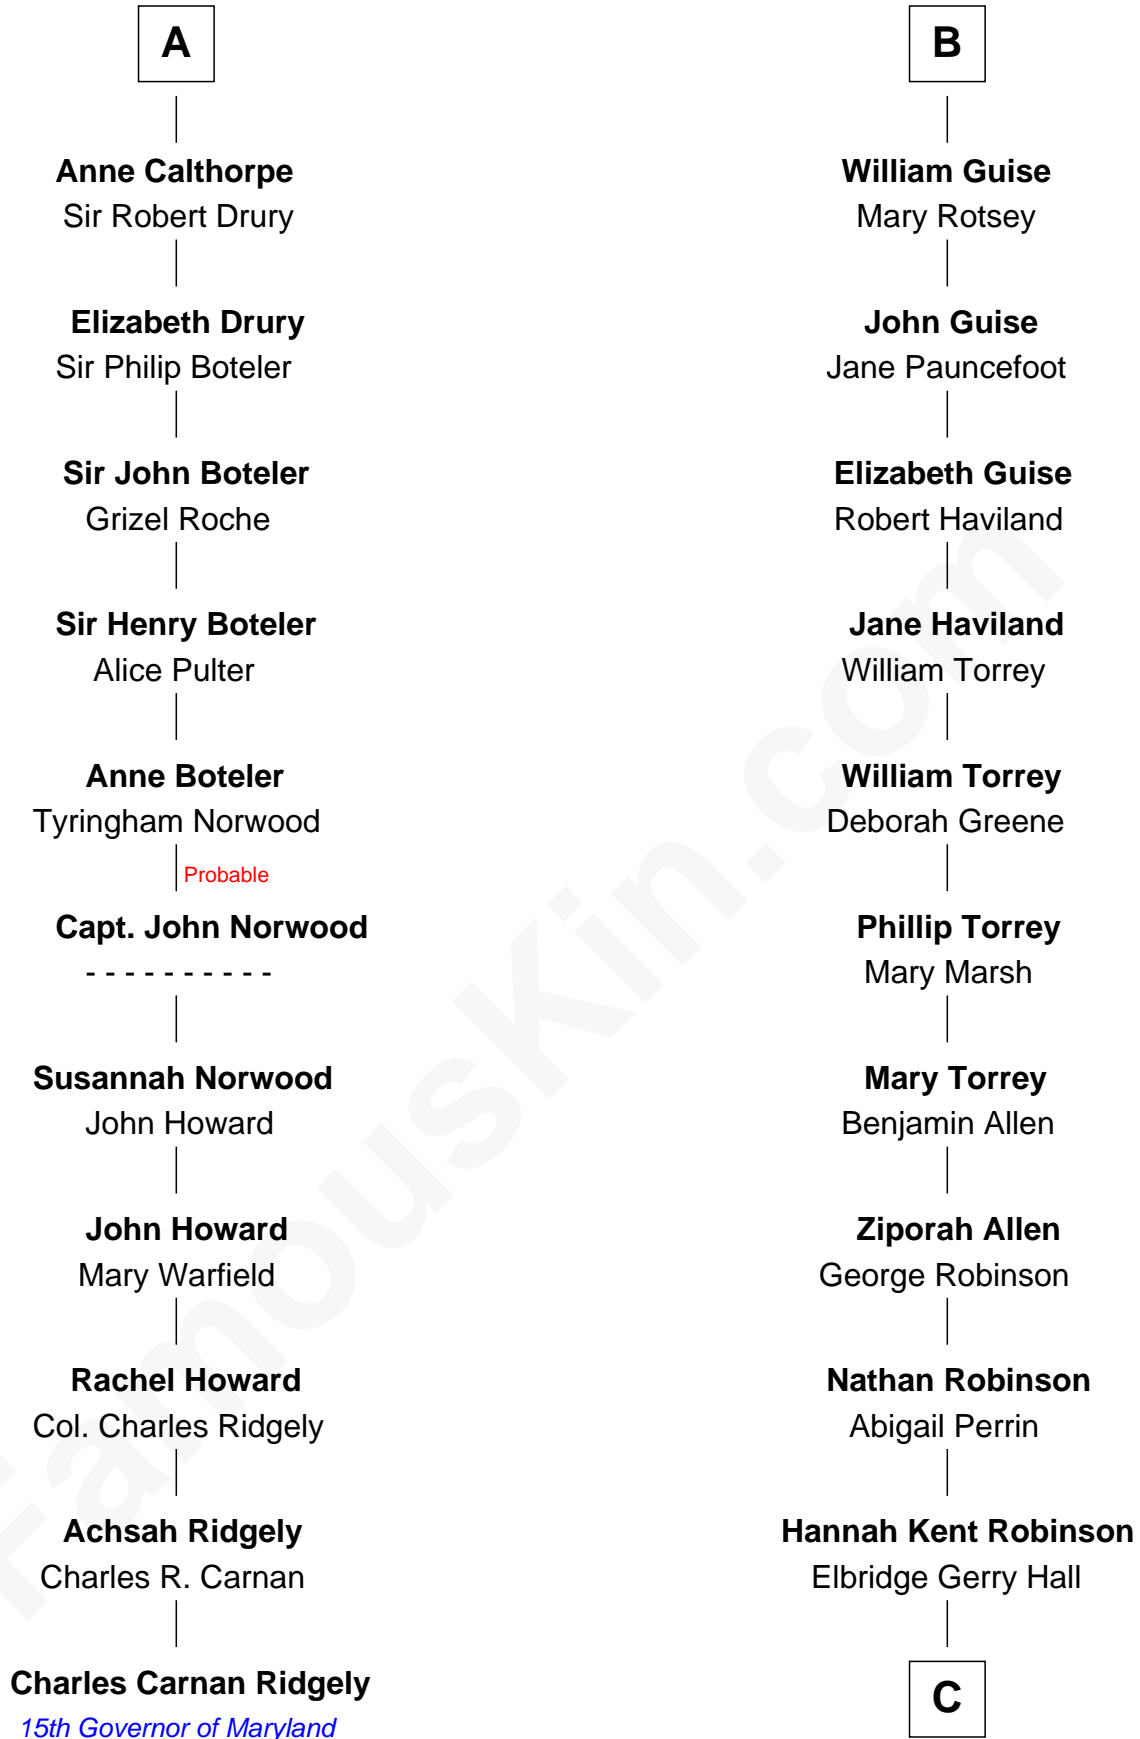 A
Anne Calthorpe
Sir Robert Drury
Elizabeth Drury
Sir Philip Boteler
Sir John Boteler
Grizel Roche
Sir Henry Boteler
Alice Pulter
Anne Boteler
Tyringham Norwood
Probable
Capt. John Norwood
- - - - - - - - - -
Susannah Norwood
John Howard
John Howard
Mary Warfield
Rachel Howard
Col. Charles Ridgely
Achsah Ridgely
Charles R. Carnan
Charles Carnan Ridgely
15th Governor of Maryland
B
William Guise
Mary Rotsey
John Guise
Jane Pauncefoot
Elizabeth Guise
Robert Haviland
Jane Haviland
William Torrey
William Torrey
Deborah Greene
Phillip Torrey
Mary Marsh
Mary Torrey
Benjamin Allen
Ziporah Allen
George Robinson
Nathan Robinson
Abigail Perrin
Hannah Kent Robinson
Elbridge Gerry Hall
C
FamousKin.com